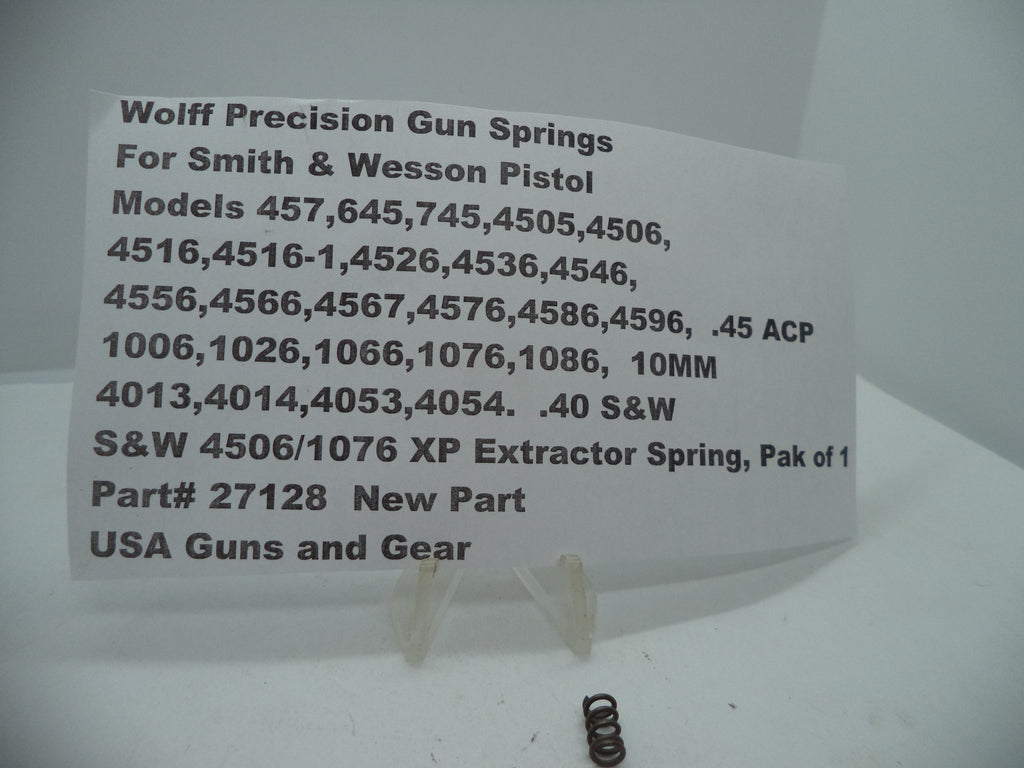 Wolff Precision Gun Springs
For Smith & Wesson Pistol
Models 457,645,745,4505,4506,
4516,4516-1,4526,4536,4546,
4556,4566,4567,4576,4586,4596, .45 ACP
1006,1026,1066,1076,1086, 10MM
4013,4014,4053,4054. .40 S&W
S&W 4506/1076 XP Extractor Spring, Pak of 1
Part# 27128 New Part
USA Guns and Gear